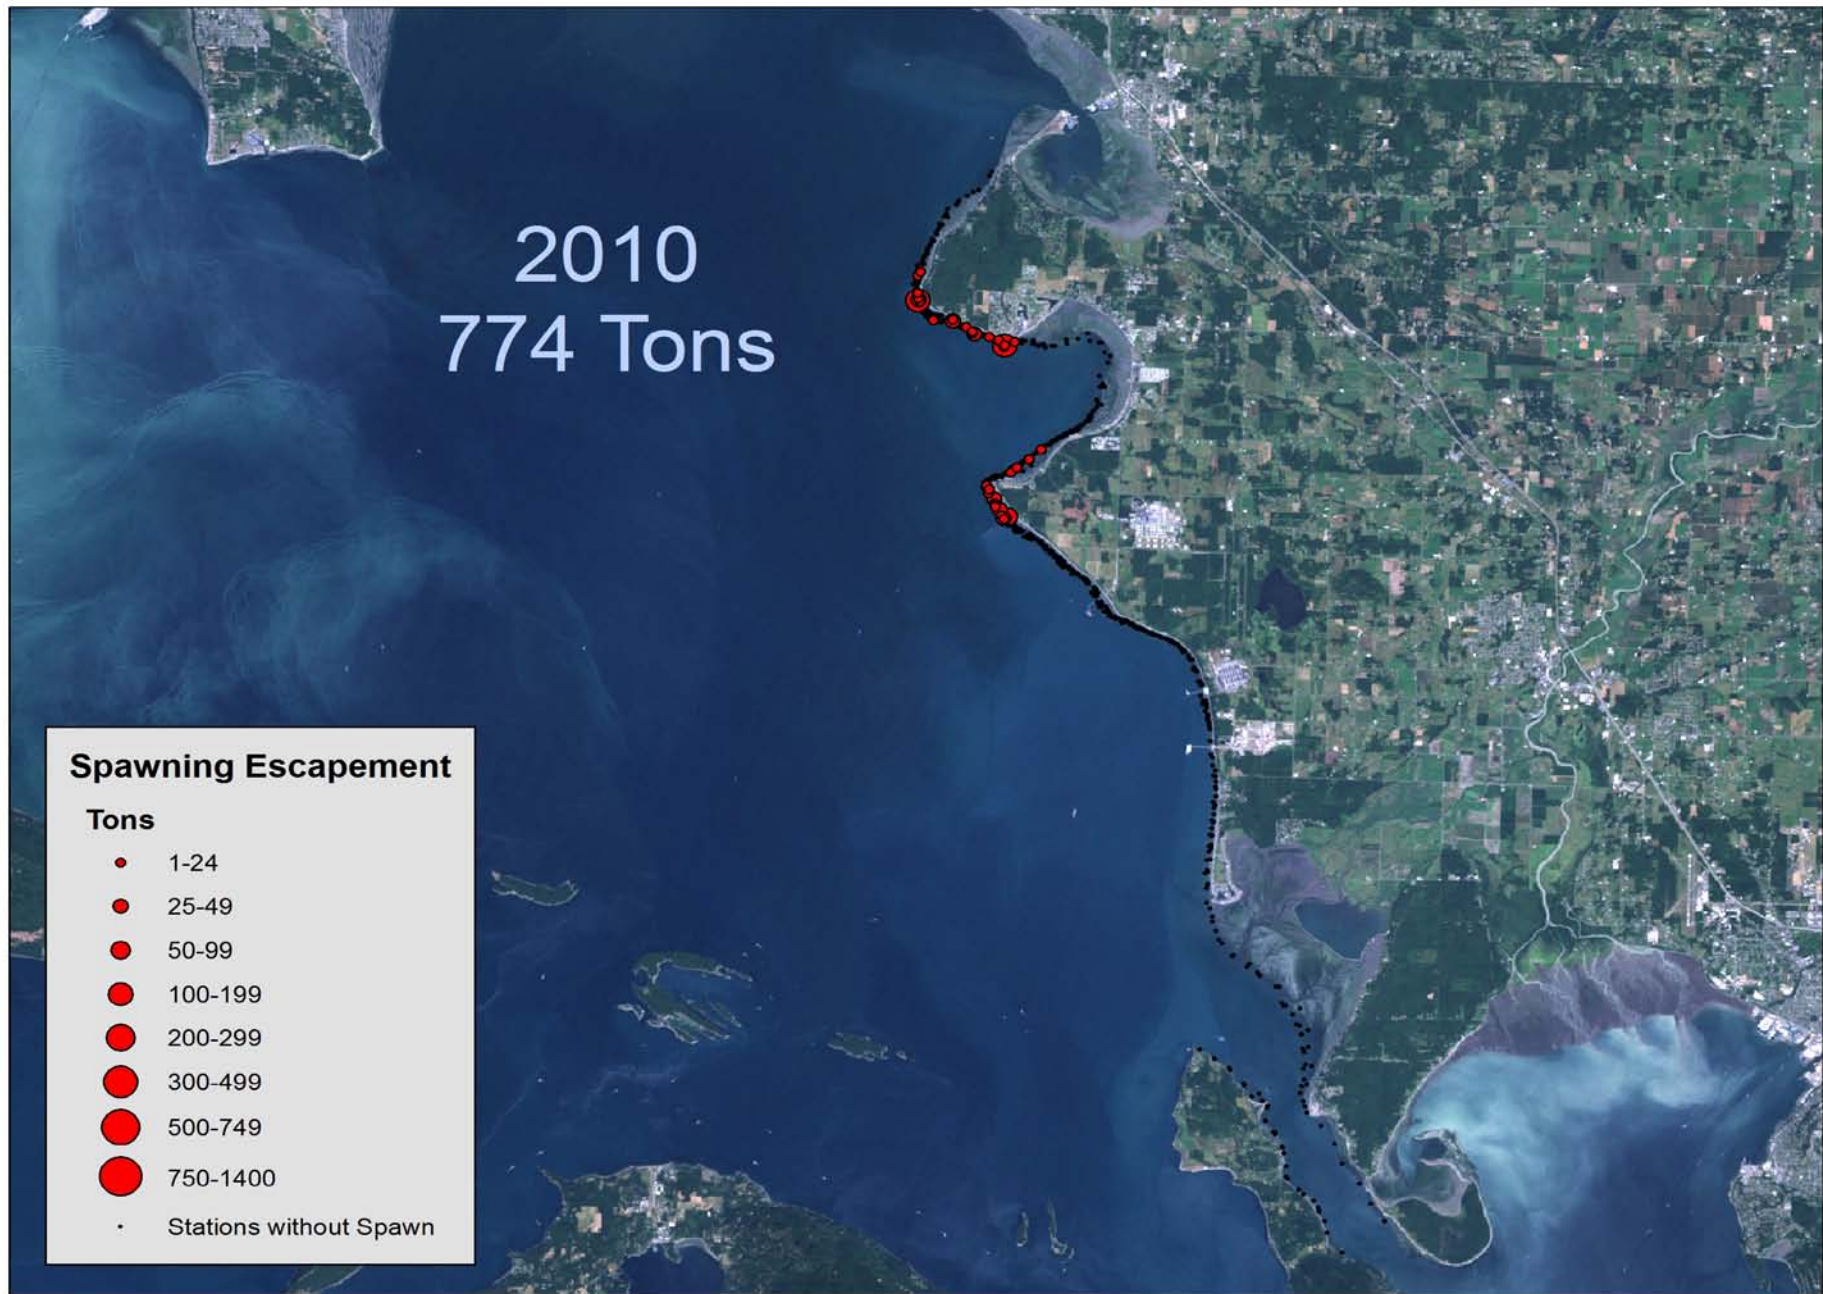 2010
774 Tons
Spawning Escapement
Tons
1-24
25-49
50-99
100-199
200-299
300-499
500-749
750-1400
Stations without Spawn